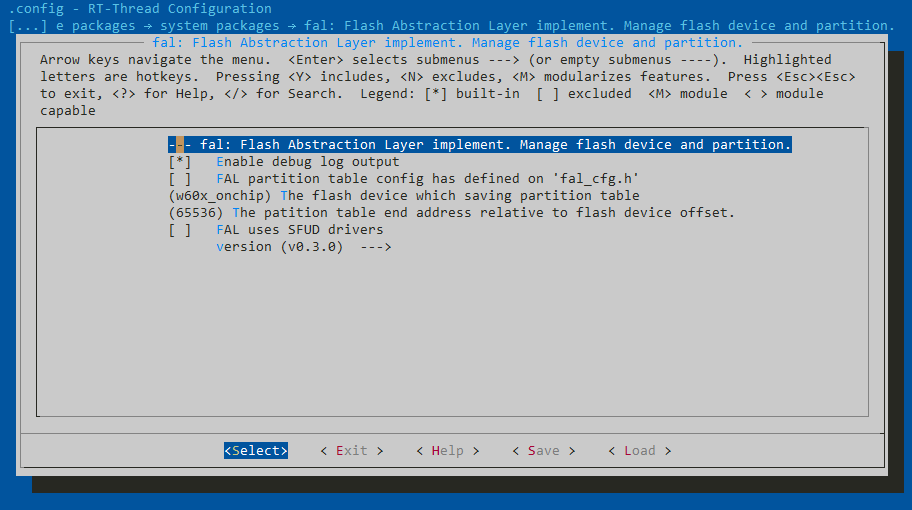 .config - RT-Thread Configuration
[...] e packages → system packages → fal: Flash Abstraction Layer implement. Manage flash device and partition.
fal: Flash Abstraction Layer implement. Manage flash device and partition.
Arrow keys navigate the menu.  <Enter> selects submenus ---> (or empty submenus ----).  Highlighted
letters are hotkeys.  Pressing <Y> includes, <N> excludes, <M> modularizes features.  Press <Esc><Esc>
to exit, <?> for Help, </> for Search.  Legend: [*] built-in  [ ] excluded  <M> module  < > module
capable
--- fal: Flash Abstraction Layer implement. Manage flash device and partition.
[*]   Enable debug log output
[ ]   FAL partition table config has defined on 'fal_cfg.h'
(w60x_onchip) The flash device which saving partition table
(65536) The patition table end address relative to flash device offset.
[ ]   FAL uses SFUD drivers
version (v0.3.0)  --->
<Select>    < Exit >    < Help >    < Save >    < Load >